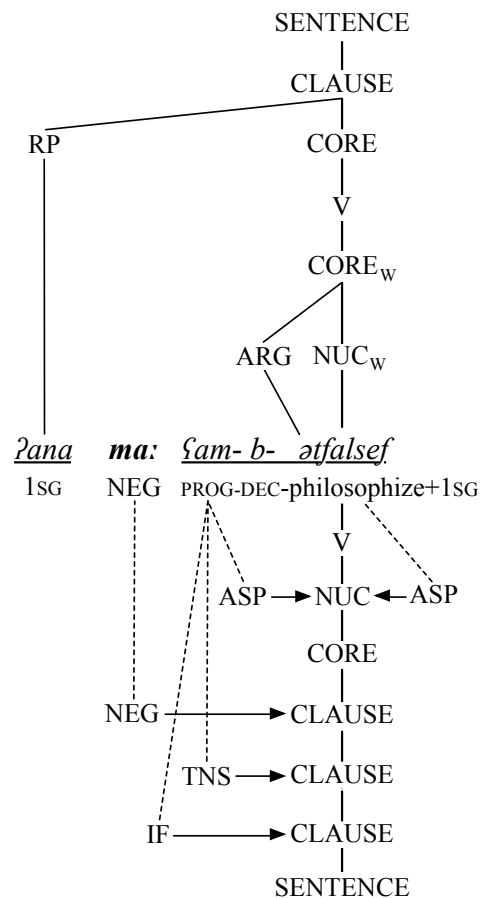 SENTENCE
CLAUSE
RP CORE
V
CORE_W
ARG NUC_W
ʔana ma: ʕam- b- ətfalsef
1SG NEG PROG-DEC-philosophize+1SG
V
ASP NUC ASP
CORE
NEG CLAUSE
TNS CLAUSE
IF CLAUSE
SENTENCE